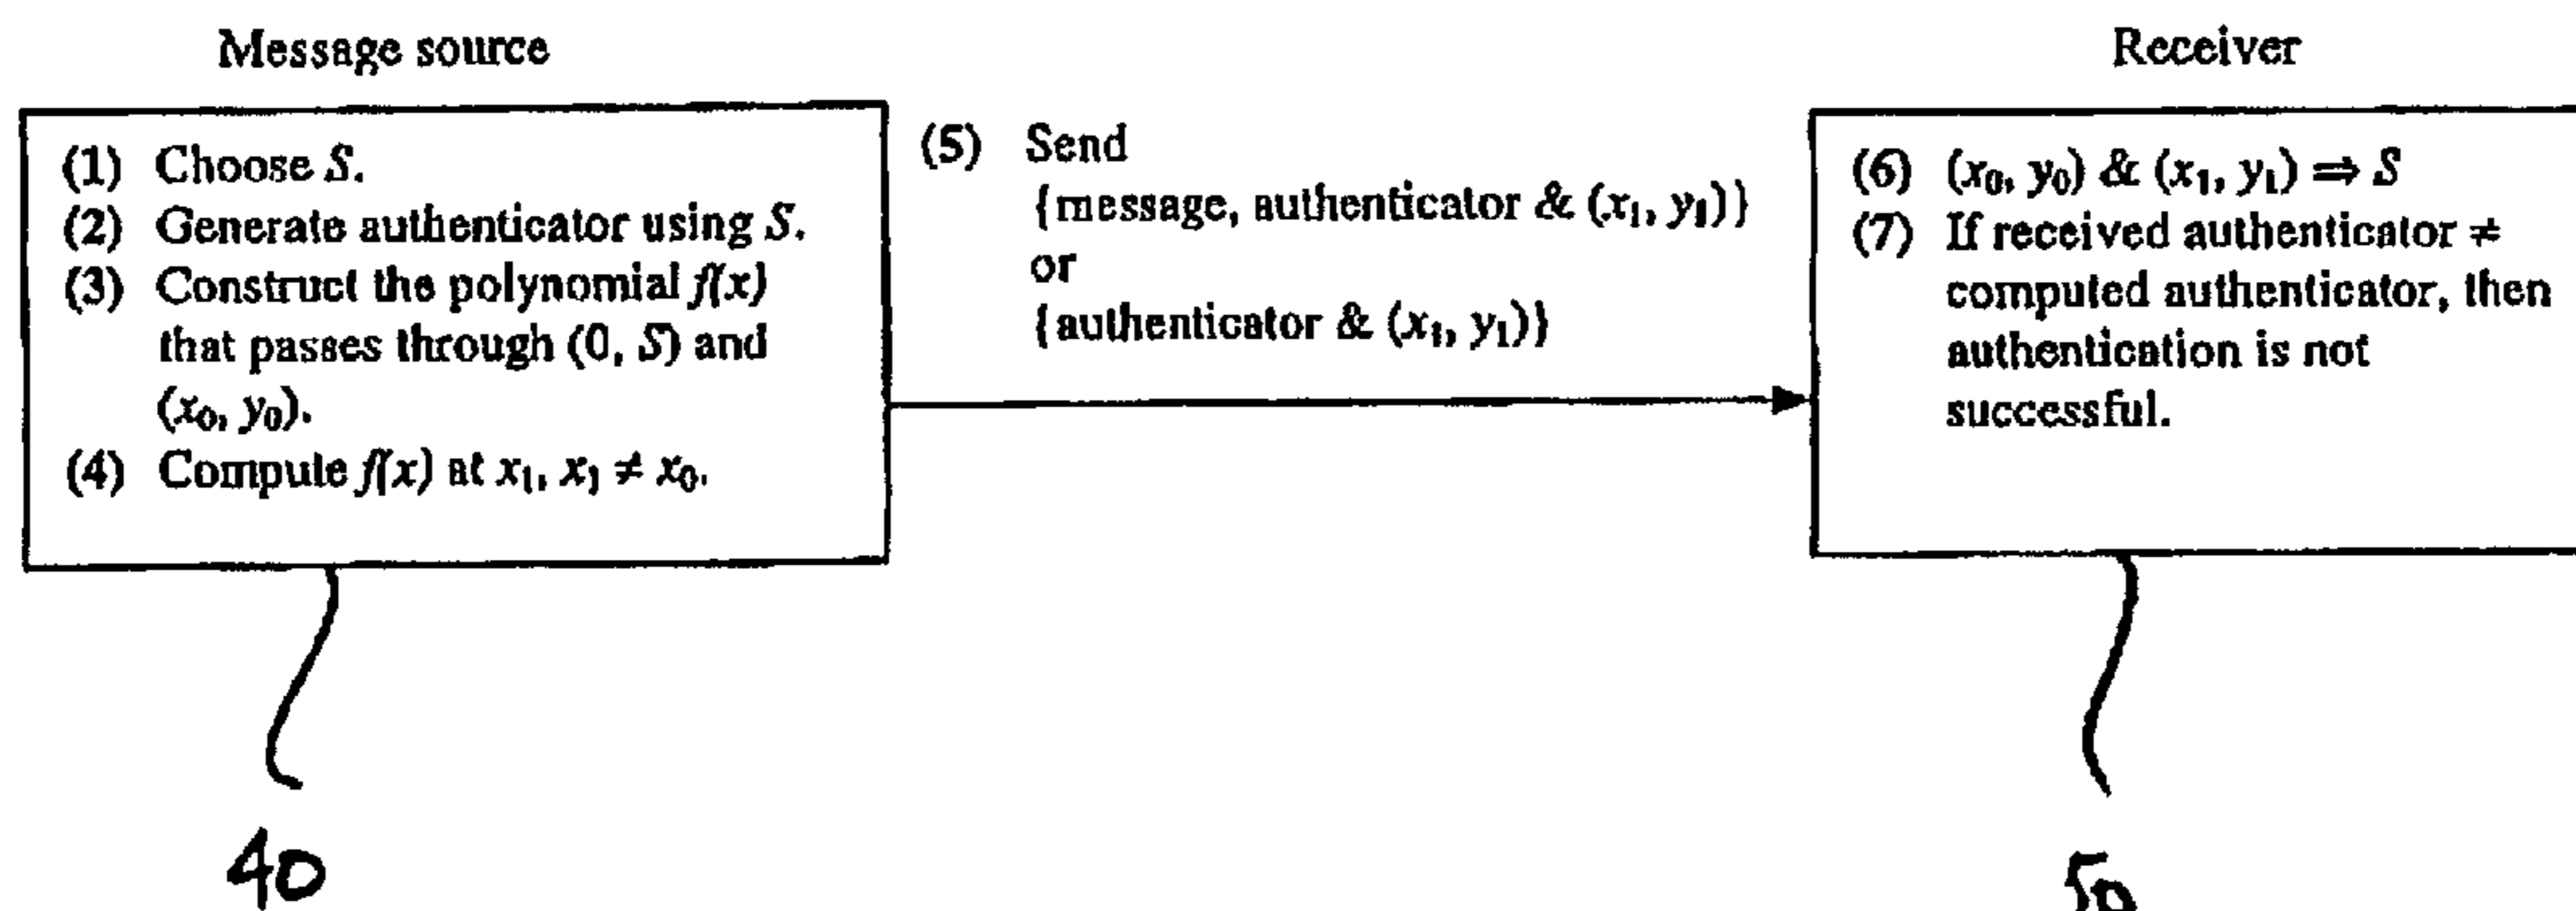 Message source
(1) Choose S.
(2) Generate authenticator using S.
(3) Construct the polynomial f(x)
that passes through (0, S) and
(x₀, y₀).
(4) Compute f(x) at x₁, x₁ ≠ x₀.
(5) Send
{message, authenticator & (x₁, y₁)}
or
{authenticator & (x₁, y₁)}
Receiver
(6) (x₀, y₀) & (x₁, y₁) ⇒ S
(7) If received authenticator ≠
computed authenticator, then
authentication is not
successful.
40
50